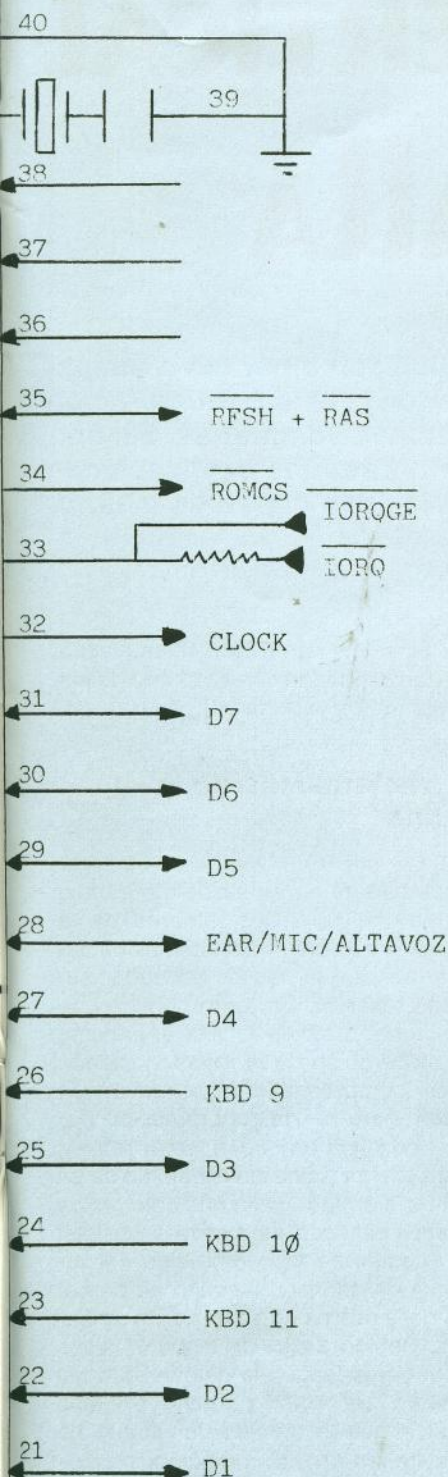 40
39
38
37
36
35 RFSH + RAS
34 ROMCS
IORQGE
33 IORQ
32 CLOCK
31 D7
30 D6
29 D5
28 EAR/MIC/ALTAVOZ
27 D4
26 KBD 9
25 D3
24 KBD 1Ø
23 KBD 11
22 D2
21 D1